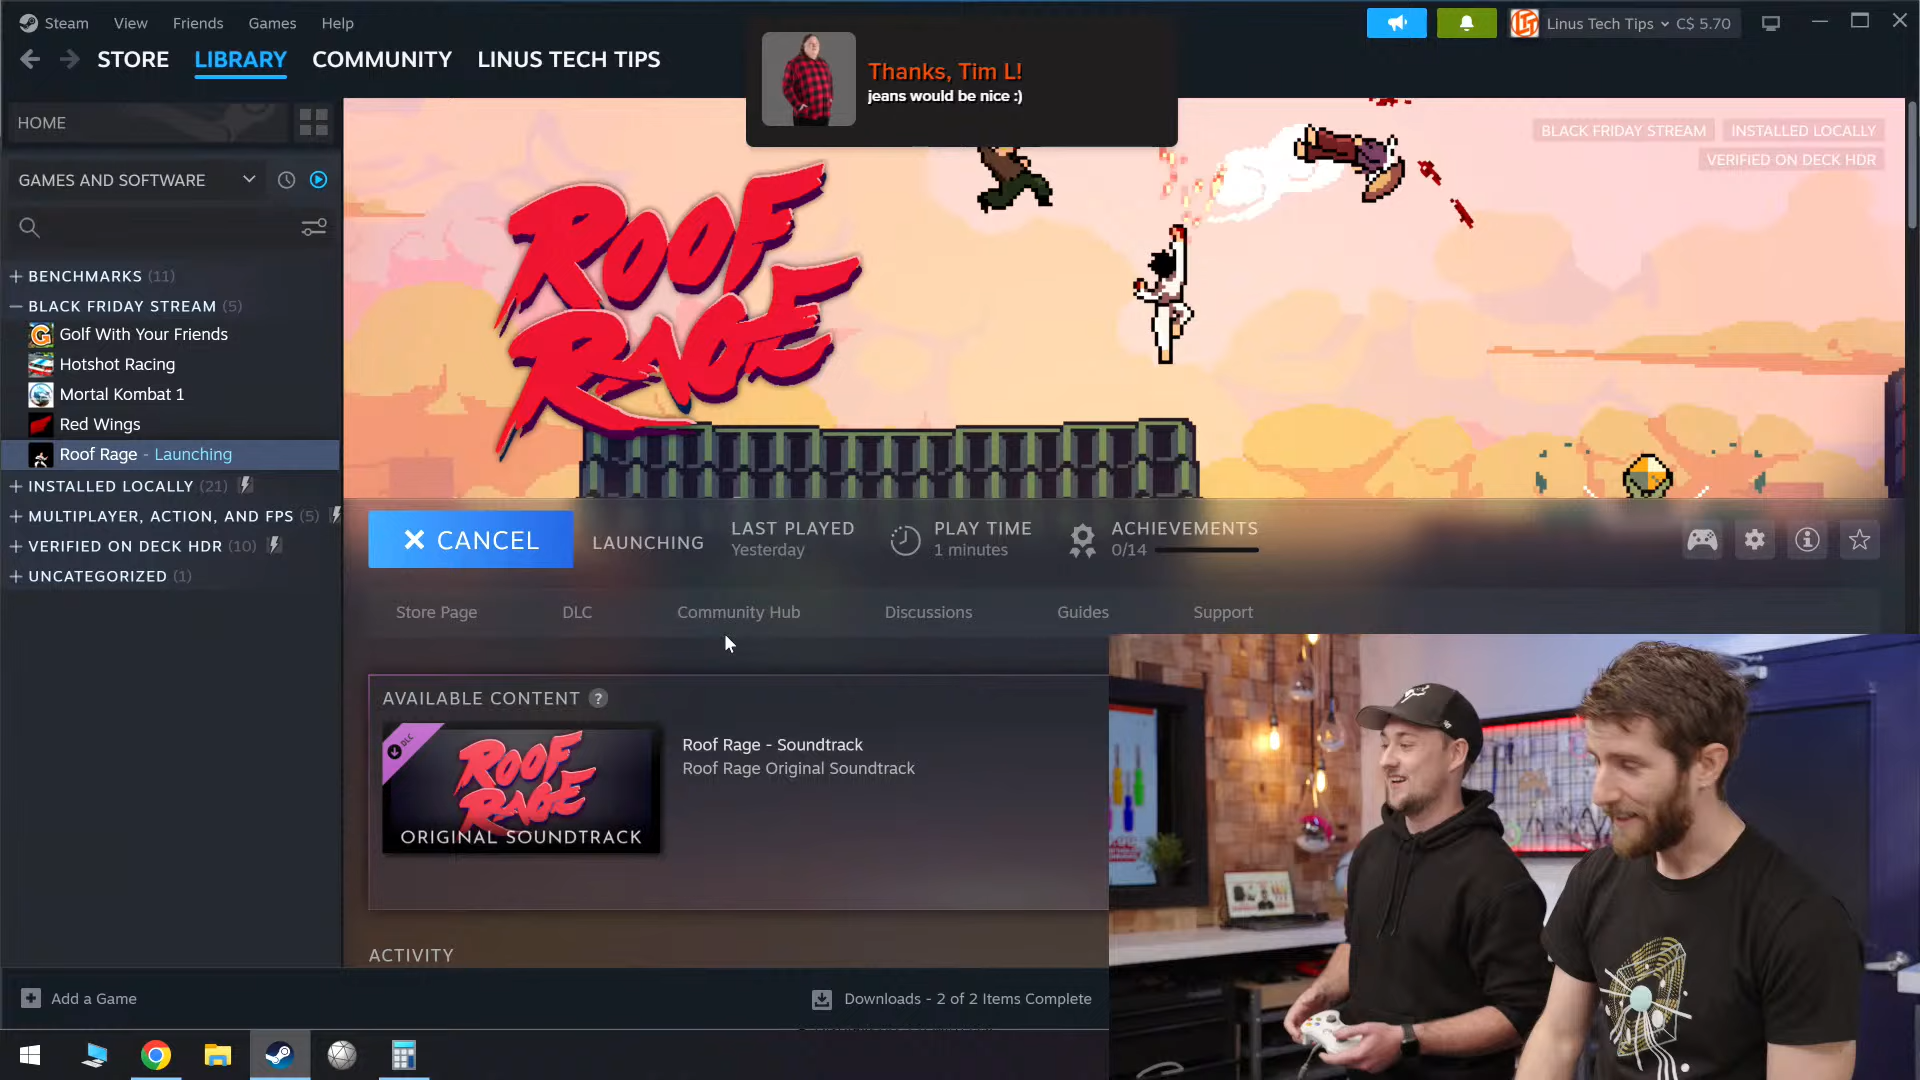 Steam View Friends Games Help
Linus Tech Tips C$ 5.70
STORE LIBRARY COMMUNITY LINUS TECH TIPS
Thanks, Tim L!
jeans would be nice :)
HOME
GAMES AND SOFTWARE
BENCHMARKS (11)
BLACK FRIDAY STREAM (5)
Golf With Your Friends
Hotshot Racing
Mortal Kombat 1
Red Wings
Roof Rage - Launching
INSTALLED LOCALLY (21)
MULTIPLAYER, ACTION, AND FPS (5)
VERIFIED ON DECK HDR (10)
UNCATEGORIZED (1)
BLACK FRIDAY STREAM INSTALLED LOCALLY
VERIFIED ON DECK HDR
ROOF
RAGE
CANCEL
LAUNCHING
LAST PLAYED
Yesterday
PLAY TIME
1 minutes
ACHIEVEMENTS
0/14
Store Page DLC Community Hub Discussions Guides Support
AVAILABLE CONTENT ?
DLC
ROOF
RAGE
ORIGINAL SOUNDTRACK
Roof Rage - Soundtrack
Roof Rage Original Soundtrack
ACTIVITY
Add a Game
Downloads - 2 of 2 Items Complete